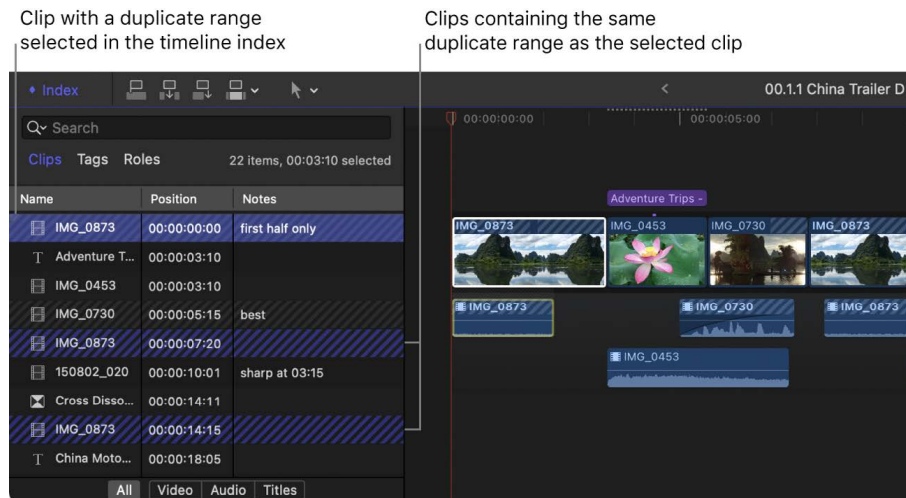 Clip with a duplicate range
selected in the timeline index
Clips containing the same
duplicate range as the selected clip
Index
00.1.1 China Trailer D
Search
00:00:00:00
00:00:05:00
Clips Tags Roles
22 items, 00:03:10 selected
Name Position Notes
IMG_0873 00:00:00:00 first half only
Adventure T... 00:00:03:10
IMG_0453 00:00:03:10
IMG_0730 00:00:05:15 best
IMG_0873 00:00:07:20
150802_020 00:00:10:01 sharp at 03:15
Cross Disso... 00:00:14:11
IMG_0873 00:00:14:15
China Moto... 00:00:18:05
All Video Audio Titles
Adventure Trips -
IMG_0873 IMG_0453 IMG_0730 IMG_0873
IMG_0873 IMG_0730 IMG_0873
IMG_0453